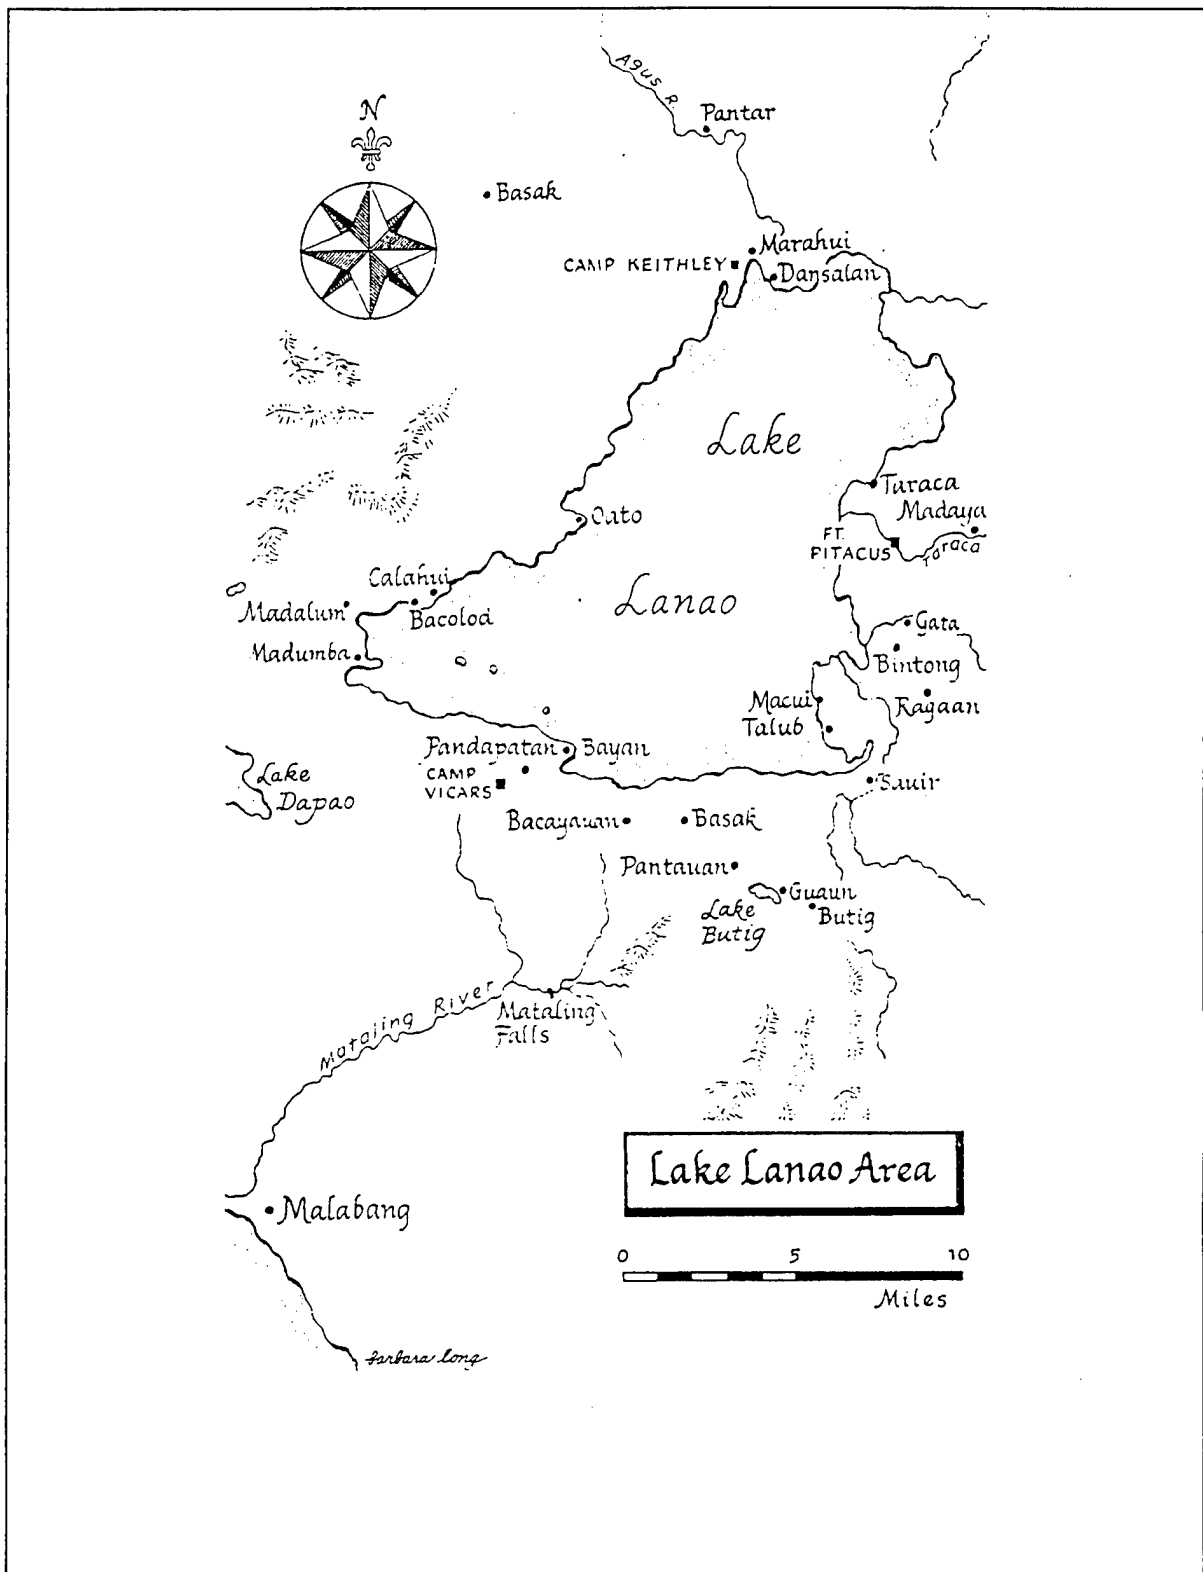 Agus R.
Pantar
N
Basak
Marahui
CAMP KEITHLEY
Dansalan
Lake
Taraca
Madaya
Oato
FT.
PITACUS
Taraca
Calahui
Lanao
Madalum
Bacolod
Gata
Madumba
Bintong
Macui
Ragaan
Talub
Pandapatan
Bayan
CAMP
VICARS
Lake
Dapao
Sauir
Bacayauan
Basak
Pantauan
Guaun
Lake
Butig
Butig
Mataling River
Mataling
Falls
Lake Lanao Area
Malabang
0 5 10
Miles
Barbara Long